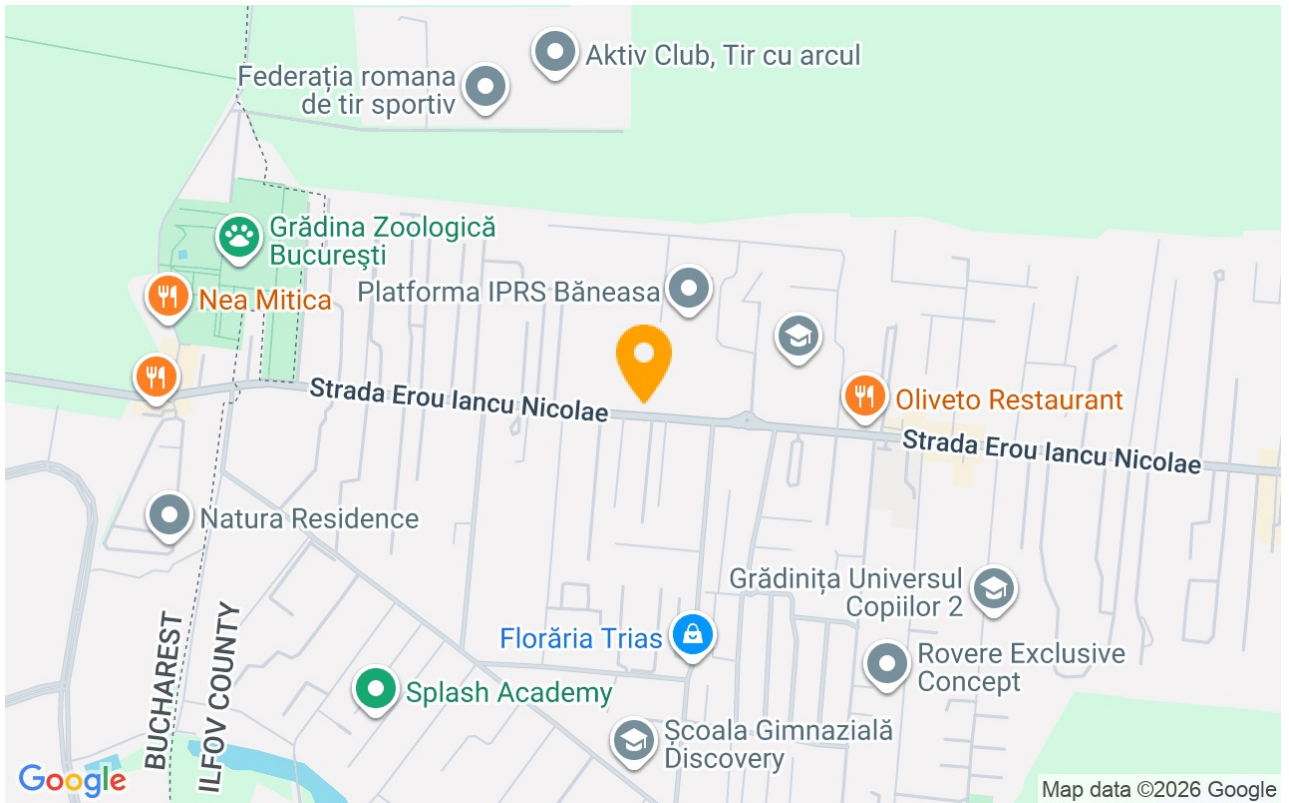 Aktiv Club, Tir cu arcul
Federația romana
de tir sportiv
Grădina Zoologică
Bucureşti
Nea Mitica
Platforma IPRS Băneasa
Strada Erou Iancu Nicolae
Oliveto Restaurant
Strada Erou Iancu Nicolae
Natura Residence
Grădinița Universul
Copiilor 2
BUCHAREST
ILFOV COUNTY
Florăria Trias
Rovere Exclusive
Concept
Splash Academy
Școala Gimnazială
Discovery
Google
Map data ©2026 Google